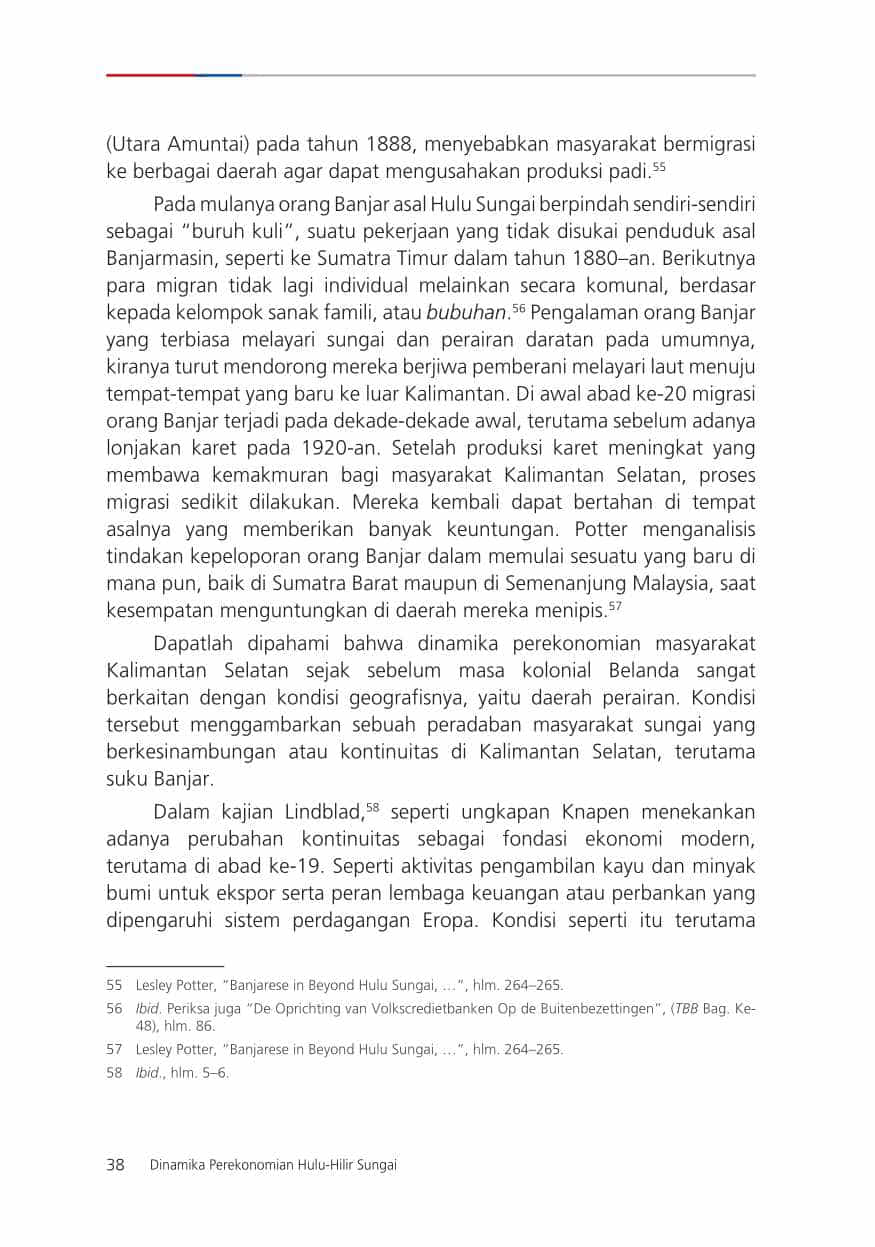 (Utara Amuntai) pada tahun 1888, menyebabkan masyarakat bermigrasi
ke berbagai daerah agar dapat mengusahakan produksi padi.55
Pada mulanya orang Banjar asal Hulu Sungai berpindah sendiri-sendiri
sebagai “buruh kuli”, suatu pekerjaan yang tidak disukai penduduk asal
Banjarmasin, seperti ke Sumatra Timur dalam tahun 1880–an. Berikutnya
para migran tidak lagi individual melainkan secara komunal, berdasar
kepada kelompok sanak famili, atau bubuhan.56 Pengalaman orang Banjar
yang terbiasa melayari sungai dan perairan daratan pada umumnya,
kiranya turut mendorong mereka berjiwa pemberani melayari laut menuju
tempat-tempat yang baru ke luar Kalimantan. Di awal abad ke-20 migrasi
orang Banjar terjadi pada dekade-dekade awal, terutama sebelum adanya
lonjakan karet pada 1920-an. Setelah produksi karet meningkat yang
membawa kemakmuran bagi masyarakat Kalimantan Selatan, proses
migrasi sedikit dilakukan. Mereka kembali dapat bertahan di tempat
asalnya yang memberikan banyak keuntungan. Potter menganalisis
tindakan kepeloporan orang Banjar dalam memulai sesuatu yang baru di
mana pun, baik di Sumatra Barat maupun di Semenanjung Malaysia, saat
kesempatan menguntungkan di daerah mereka menipis.57
Dapatlah dipahami bahwa dinamika perekonomian masyarakat
Kalimantan Selatan sejak sebelum masa kolonial Belanda sangat
berkaitan dengan kondisi geografisnya, yaitu daerah perairan. Kondisi
tersebut menggambarkan sebuah peradaban masyarakat sungai yang
berkesinambungan atau kontinuitas di Kalimantan Selatan, terutama
suku Banjar.
Dalam kajian Lindblad,58 seperti ungkapan Knapen menekankan
adanya perubahan kontinuitas sebagai fondasi ekonomi modern,
terutama di abad ke-19. Seperti aktivitas pengambilan kayu dan minyak
bumi untuk ekspor serta peran lembaga keuangan atau perbankan yang
dipengaruhi sistem perdagangan Eropa. Kondisi seperti itu terutama
55 Lesley Potter, “Banjarese in Beyond Hulu Sungai, …”, hlm. 264–265.
56 Ibid. Periksa juga “De Oprichting van Volkscredietbanken Op de Buitenbezettingen”, (TBB Bag. Ke-
48), hlm. 86.
57 Lesley Potter, “Banjarese in Beyond Hulu Sungai, …”, hlm. 264–265.
58 Ibid., hlm. 5–6.
38 Dinamika Perekonomian Hulu-Hilir Sungai